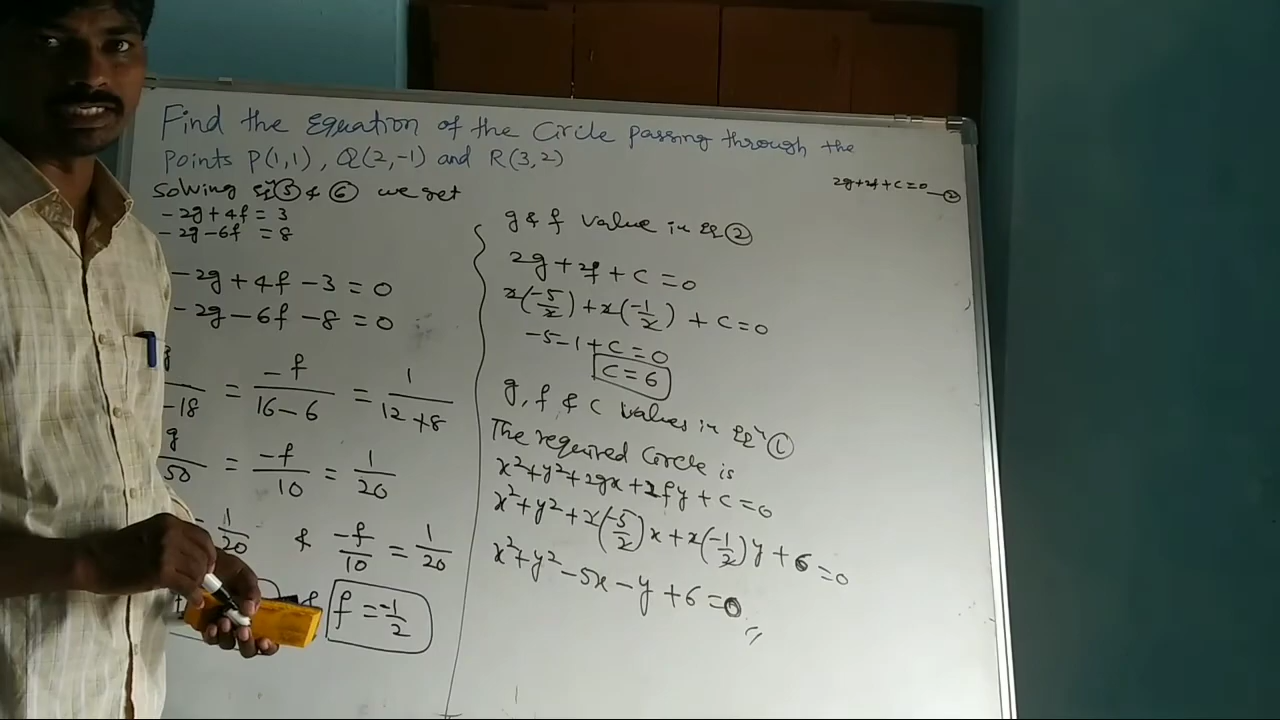 Find the Equation of the Circle passing through the
points P(1,1), Q(2,-1) and R(3,2)
2g+2f+c=0 ②
Solving Eqⁿ ⑤ & ⑥ we get
-2g+4f = 3
-2g-6f = 8
-2g+4f-3=0
-2g-6f-8=0
-18 = -f/16-6 = 1/12+8
g/50 = -f/10 = 1/20
1/20 & -f/10 = 1/20
& f = -1/2
g & f value in Eq ②
2g+2f+c=0
2(-5/2)+2(-1/2)+c=0
-5-1+c=0
c=6
g, f & c values in Eqⁿ ①
The required Circle is
x²+y²+2gx+2fy+c=0
x²+y²+2(-5/2)x+2(-1/2)y+6=0
x²+y²-5x-y+6=0